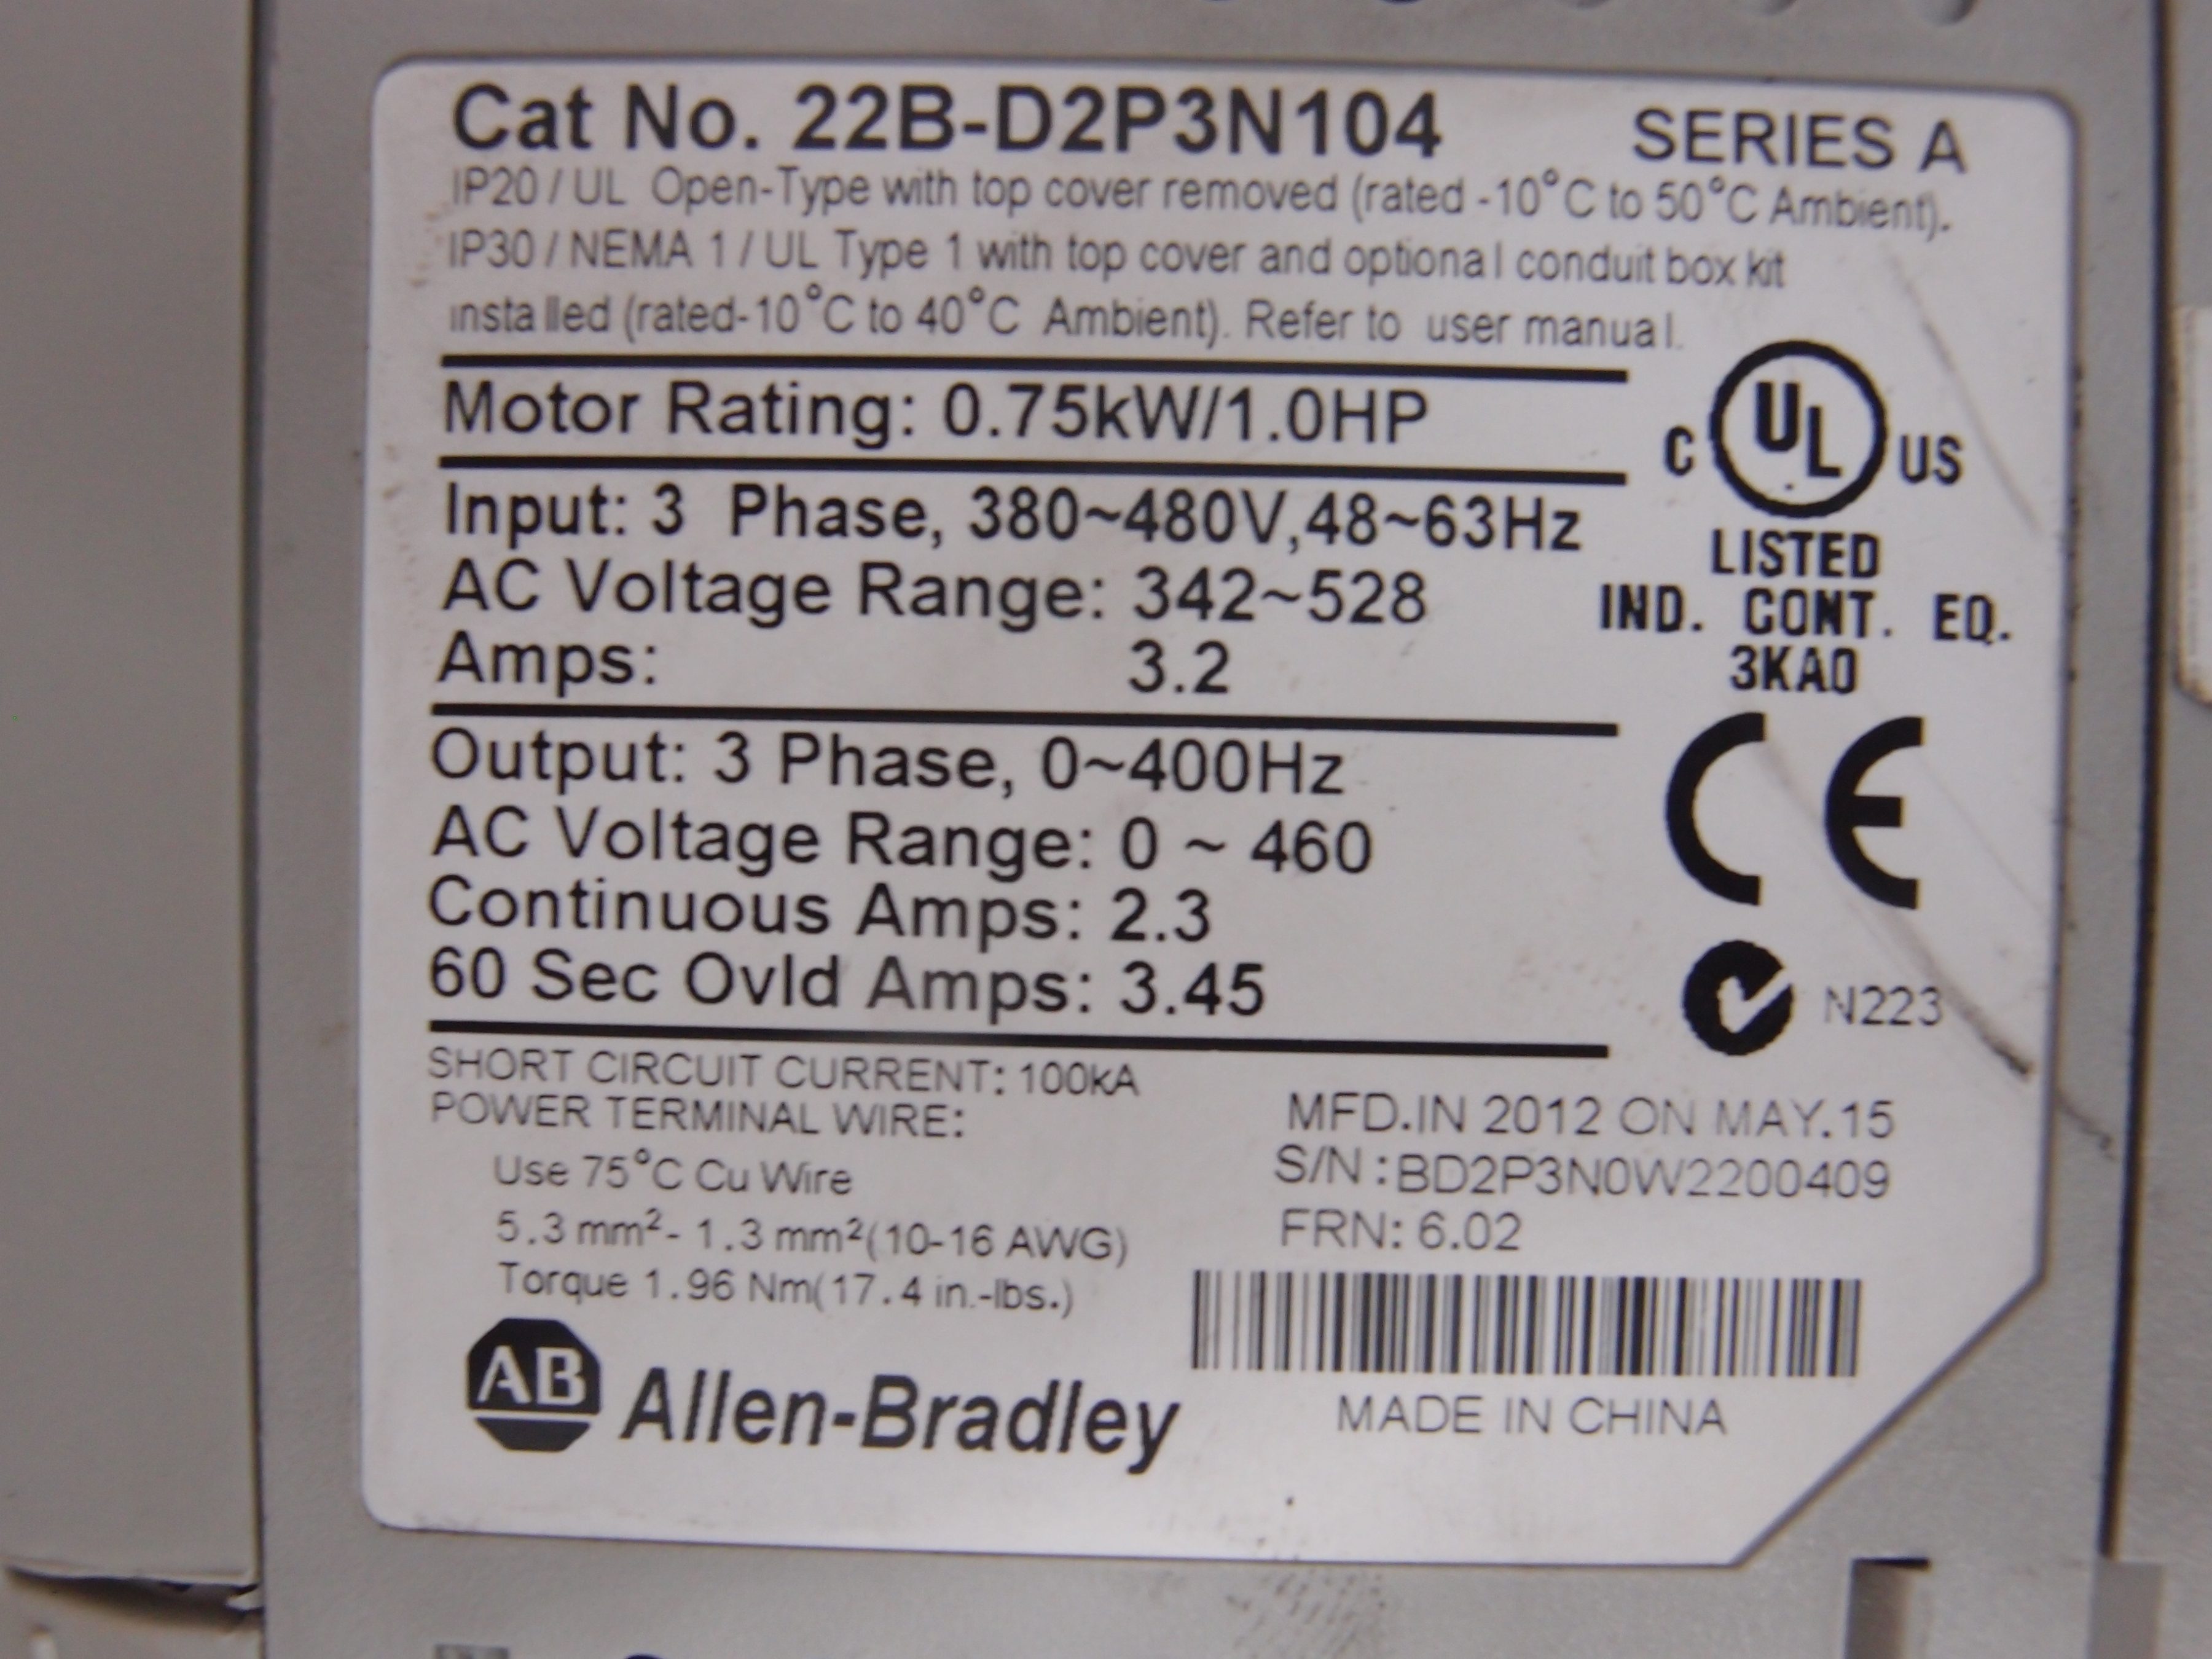 Cat No. 22B-D2P3N104 SERIES A
IP20 / UL Open-Type with top cover removed (rated -10°C to 50°C Ambient).
IP30 / NEMA 1 / UL Type 1 with top cover and optional conduit box kit
installed (rated-10°C to 40°C Ambient). Refer to user manual.
Motor Rating: 0.75kW/1.0HP
C UL US
Input: 3 Phase, 380~480V,48~63Hz
LISTED
AC Voltage Range: 342~528
IND. CONT. EQ.
Amps: 3.2
3KA0
Output: 3 Phase, 0~400Hz
CE
AC Voltage Range: 0 ~ 460
Continuous Amps: 2.3
60 Sec Ovld Amps: 3.45
N223
SHORT CIRCUIT CURRENT: 100kA
POWER TERMINAL WIRE:
Use 75°C Cu Wire
5.3 mm²- 1.3 mm²(10-16 AWG)
Torque 1.96 Nm(17.4 in.-lbs.)
MFD.IN 2012 ON MAY.15
S/N :BD2P3N0W2200409
FRN: 6.02
AB Allen-Bradley
MADE IN CHINA